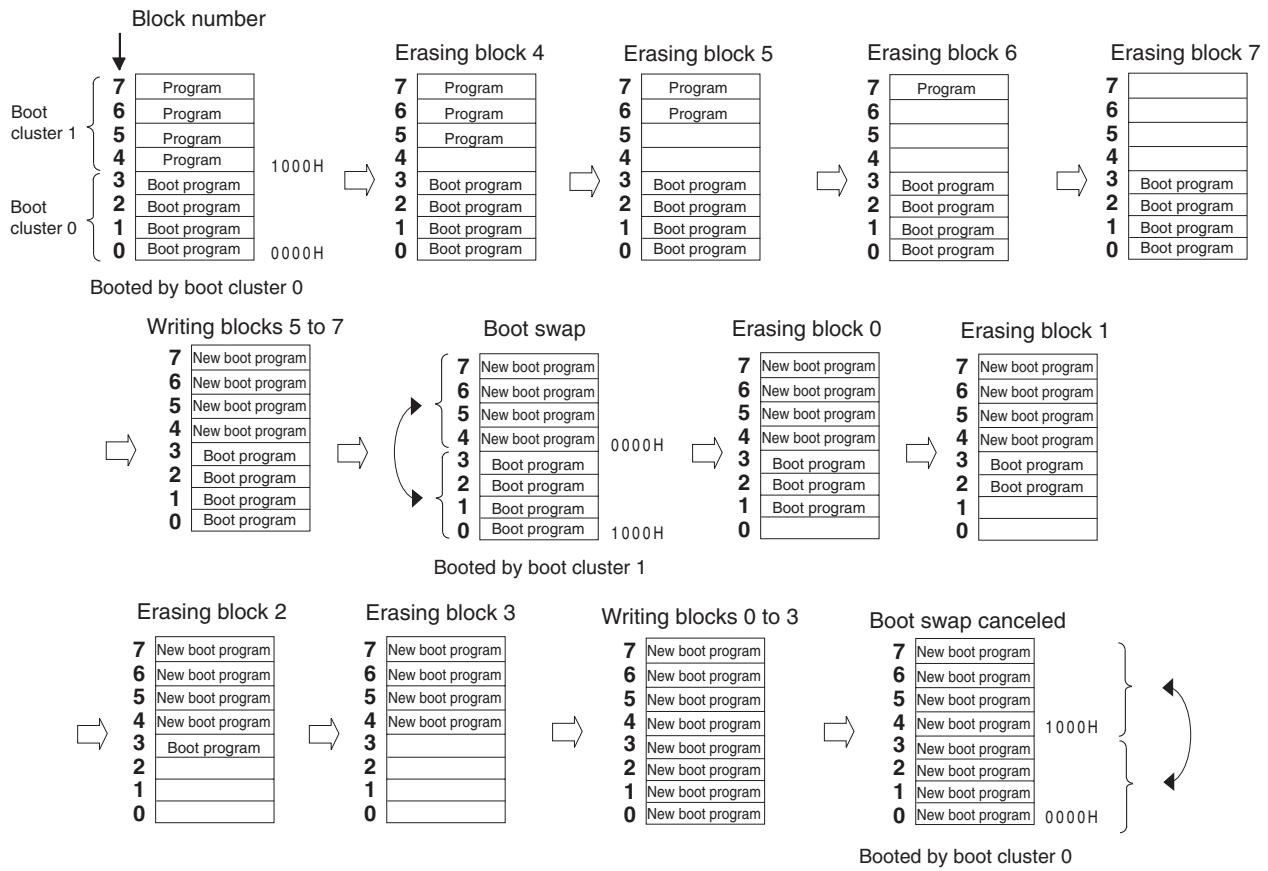 Block number
7 Program
6 Program
5 Program
4 Program
3 Boot program
2 Boot program
1 Boot program
0 Boot program
Boot
cluster 1
Boot
cluster 0
1000H
0000H
Booted by boot cluster 0
Erasing block 4
7 Program
6 Program
5 Program
4
3 Boot program
2 Boot program
1 Boot program
0 Boot program
Erasing block 5
7 Program
6 Program
5
4
3 Boot program
2 Boot program
1 Boot program
0 Boot program
Erasing block 6
7 Program
6
5
4
3 Boot program
2 Boot program
1 Boot program
0 Boot program
Erasing block 7
7
6
5
4
3 Boot program
2 Boot program
1 Boot program
0 Boot program
Writing blocks 5 to 7
7 New boot program
6 New boot program
5 New boot program
4 New boot program
3 Boot program
2 Boot program
1 Boot program
0 Boot program
Boot swap
7 New boot program
6 New boot program
5 New boot program
4 New boot program
3 Boot program
2 Boot program
1 Boot program
0 Boot program
0000H
1000H
Booted by boot cluster 1
Erasing block 0
7 New boot program
6 New boot program
5 New boot program
4 New boot program
3 Boot program
2 Boot program
1 Boot program
0
Erasing block 1
7 New boot program
6 New boot program
5 New boot program
4 New boot program
3 Boot program
2 Boot program
1
0
Erasing block 2
7 New boot program
6 New boot program
5 New boot program
4 New boot program
3 Boot program
2
1
0
Erasing block 3
7 New boot program
6 New boot program
5 New boot program
4 New boot program
3
2
1
0
Writing blocks 0 to 3
7 New boot program
6 New boot program
5 New boot program
4 New boot program
3 New boot program
2 New boot program
1 New boot program
0 New boot program
Boot swap canceled
7 New boot program
6 New boot program
5 New boot program
4 New boot program
3 New boot program
2 New boot program
1 New boot program
0 New boot program
1000H
0000H
Booted by boot cluster 0